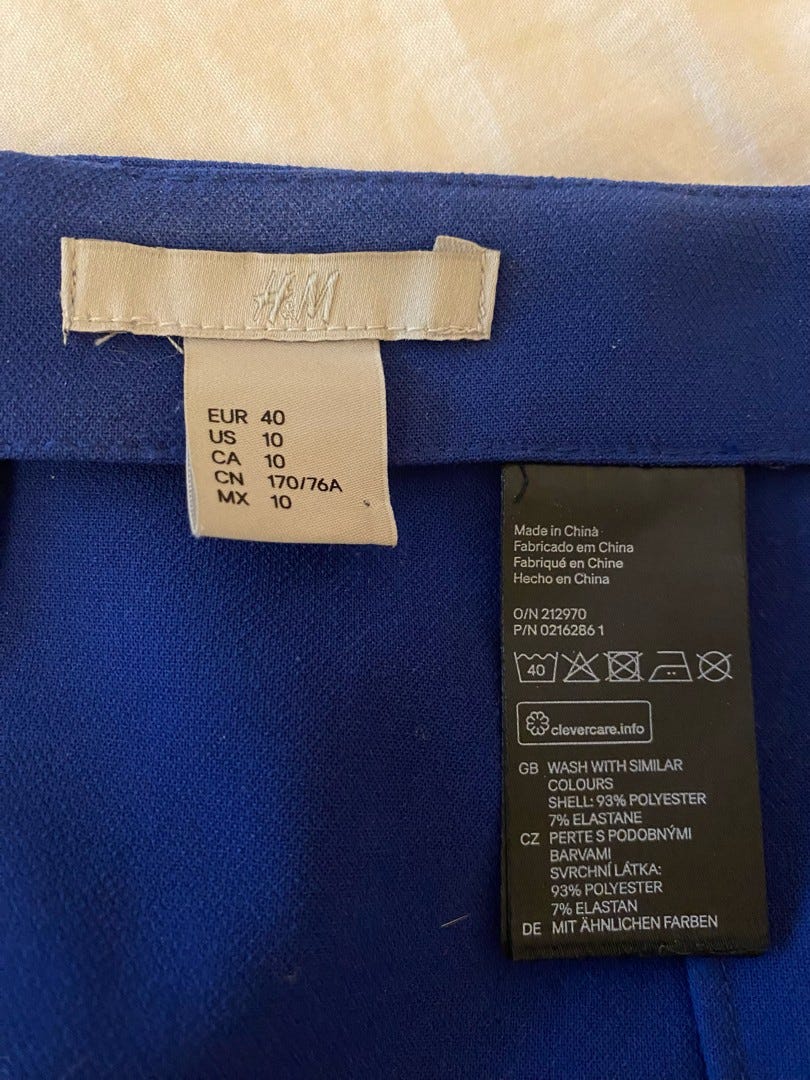 H&M
EUR 40
US 10
CA 10
CN 170/76A
MX 10
Made in China
Fabricado em China
Fabriqué en Chine
Hecho en China
O/N 212970
P/N 0216286 1
40
clevercare.info
GB WASH WITH SIMILAR
COLOURS
SHELL: 93% POLYESTER
7% ELASTANE
CZ PERTE S PODOBNÝMI
BARVAMI
SVRCHNÍ LÁTKA:
93% POLYESTER
7% ELASTAN
DE MIT ÄHNLICHEN FARBEN